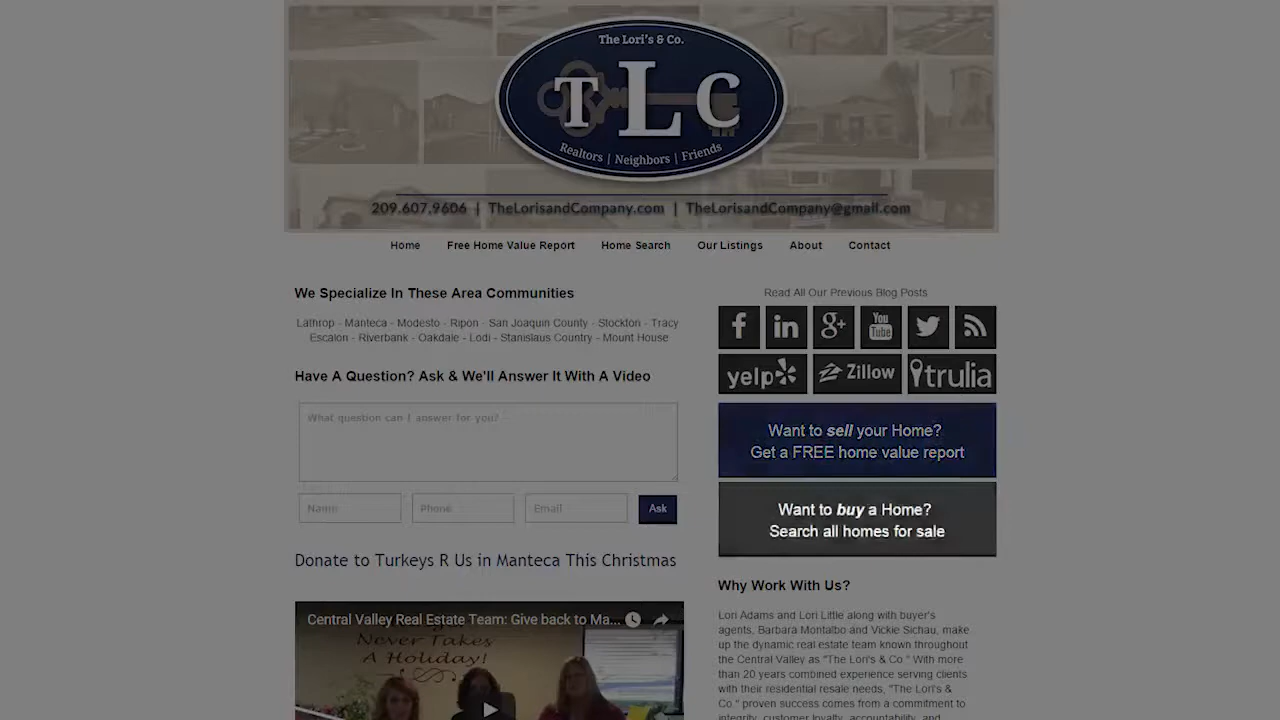 The Lori's & Co.
TLC
Realtors | Neighbors | Friends
209.607.9606 | TheLorisandCompany.com | TheLorisandCompany@gmail.com
Home Free Home Value Report Home Search Our Listings About Contact
We Specialize In These Area Communities
Lathrop - Manteca - Modesto - Ripon - San Joaquin County - Stockton - Tracy
Escalon - Riverbank - Oakdale - Lodi - Stanislaus Country - Mount House
Have A Question? Ask & We'll Answer It With A Video
What question can I answer for you?
Name Phone Email Ask
Donate to Turkeys R Us in Manteca This Christmas
Central Valley Real Estate Team: Give back to Ma...
Never Takes
A Holiday!
Read All Our Previous Blog Posts
f in g+ You Tube
yelp Zillow trulia
Want to sell your Home?
Get a FREE home value report
Want to buy a Home?
Search all homes for sale
Why Work With Us?
Lori Adams and Lori Little along with buyer's
agents, Barbara Montalbo and Vickie Sichau, make
up the dynamic real estate team known throughout
the Central Valley as "The Lori's & Co." With more
than 20 years combined experience serving clients
with their residential resale needs, "The Lori's &
Co." proven success comes from a commitment to
integrity, customer loyalty, accountability, and